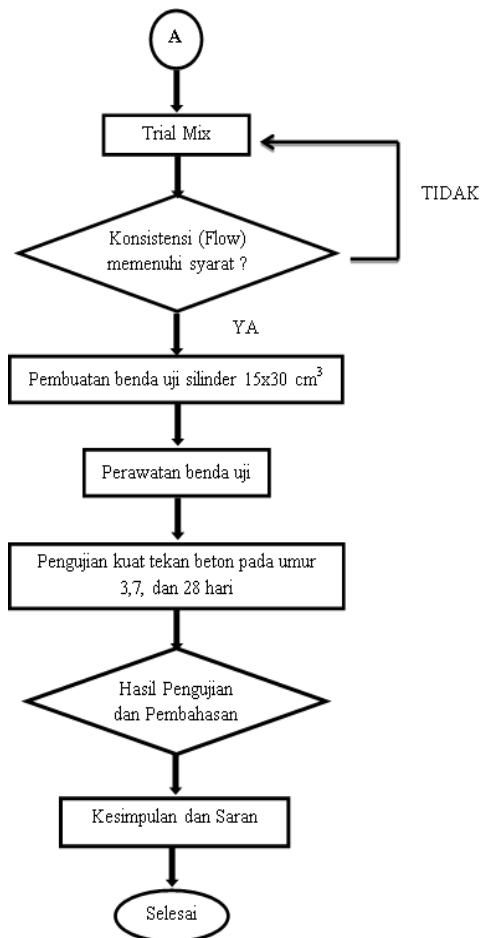 A
Trial Mix
TIDAK
Konsistensi (Flow)
memenuhi syarat ?
YA
Pembuatan benda uji silinder 15x30 cm³
Perawatan benda uji
Pengujian kuat tekan beton pada umur
3,7, dan 28 hari
Hasil Pengujian
dan Pembahasan
Kesimpulan dan Saran
Selesai